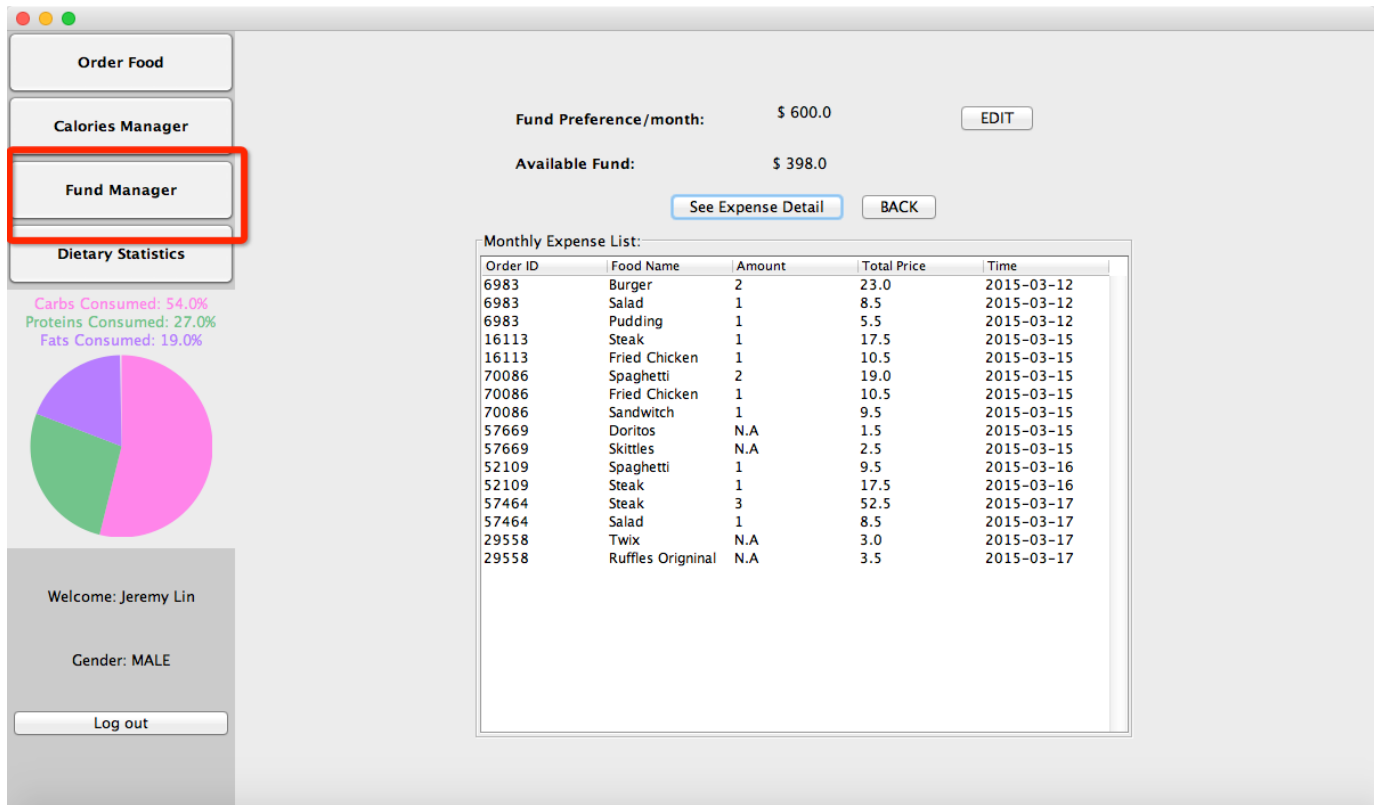 Order Food
Calories Manager
Fund Manager
Dietary Statistics
Carbs Consumed: 54.0%
Proteins Consumed: 27.0%
Fats Consumed: 19.0%
Welcome: Jeremy Lin
Gender: MALE
Log out
Fund Preference/month: $ 600.0 EDIT
Available Fund: $ 398.0
See Expense Detail BACK
Monthly Expense List:
Order ID Food Name Amount Total Price Time
6983 Burger 2 23.0 2015-03-12
6983 Salad 1 8.5 2015-03-12
6983 Pudding 1 5.5 2015-03-12
16113 Steak 1 17.5 2015-03-15
16113 Fried Chicken 1 10.5 2015-03-15
70086 Spaghetti 2 19.0 2015-03-15
70086 Fried Chicken 1 10.5 2015-03-15
70086 Sandwitch 1 9.5 2015-03-15
57669 Doritos N.A 1.5 2015-03-15
57669 Skittles N.A 2.5 2015-03-15
52109 Spaghetti 1 9.5 2015-03-16
52109 Steak 1 17.5 2015-03-16
57464 Steak 3 52.5 2015-03-17
57464 Salad 1 8.5 2015-03-17
29558 Twix N.A 3.0 2015-03-17
29558 Ruffles Origninal N.A 3.5 2015-03-17